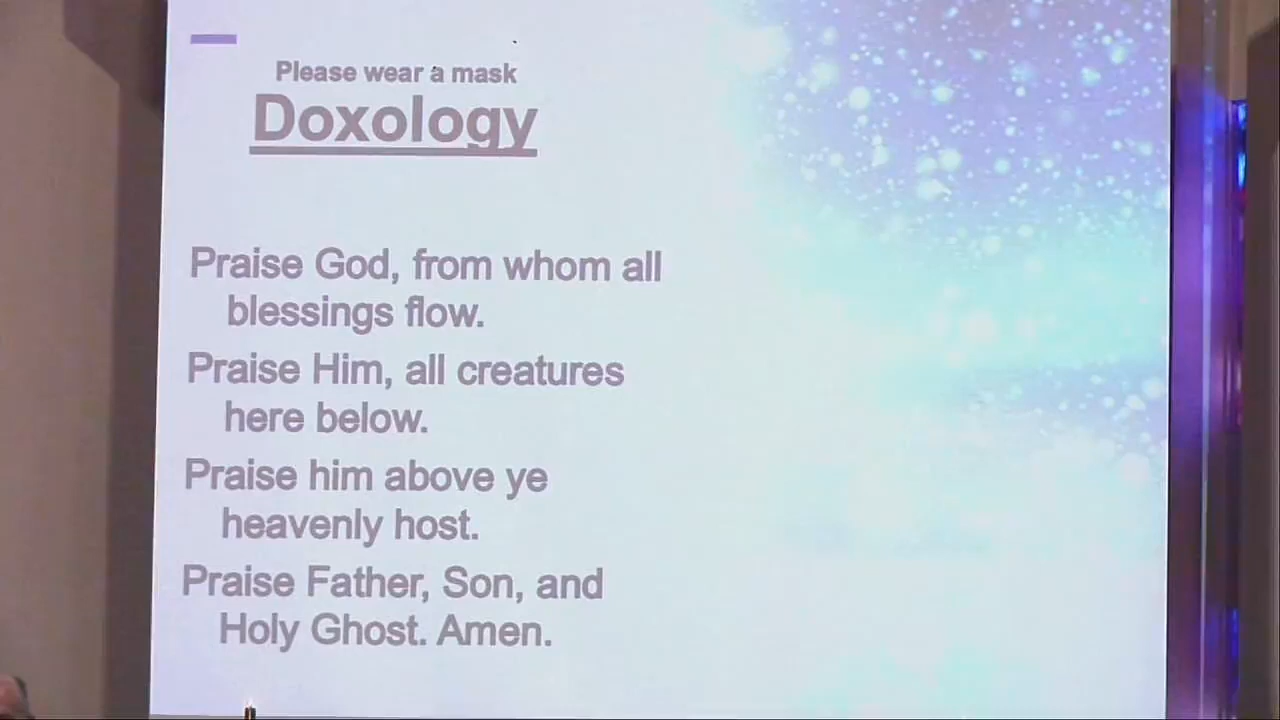 Please wear a mask
Doxology
Praise God, from whom all
blessings flow.
Praise Him, all creatures
here below.
Praise him above ye
heavenly host.
Praise Father, Son, and
Holy Ghost. Amen.